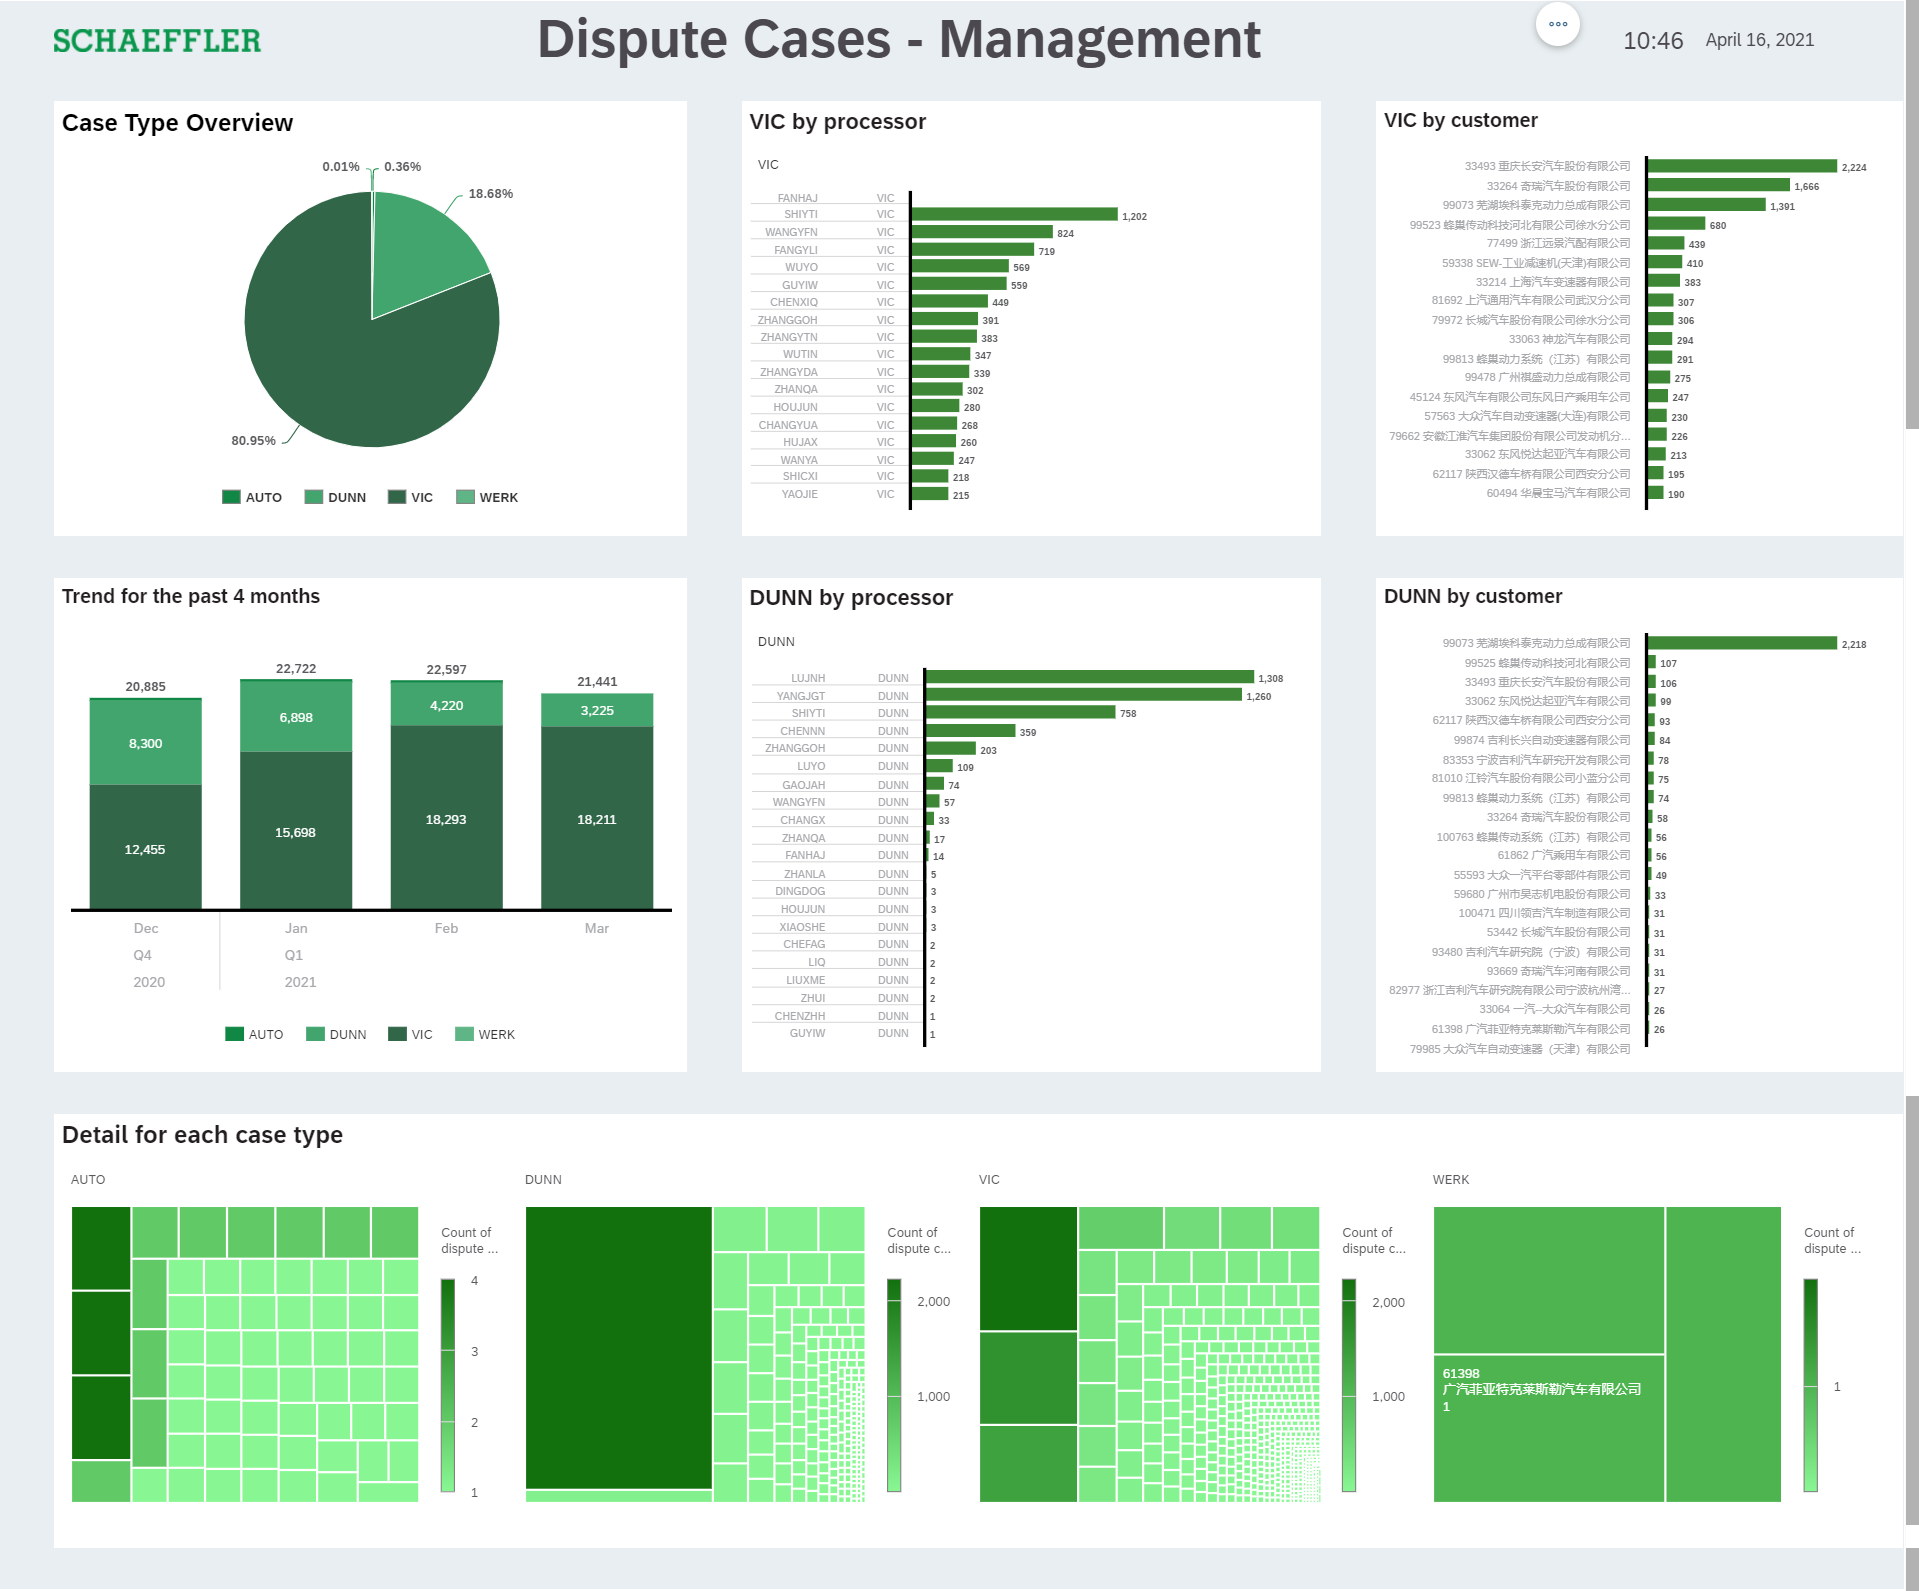 SCHAEFFLER
Dispute Cases - Management
10:46 April 16, 2021
Case Type Overview
0.01% 0.36%
18.68%
80.95%
AUTO DUNN VIC WERK
VIC by processor
VIC
FANHAJ VIC
SHIYTI VIC 1,202
WANGYFN VIC 824
FANGYLI VIC 719
WUYO VIC 569
GUYIW VIC 559
CHENXIQ VIC 449
ZHANGGOH VIC 391
ZHANGYTN VIC 383
WUTIN VIC 347
ZHANGYDA VIC 339
ZHANQA VIC 302
HOUJUN VIC 280
CHANGYUA VIC 268
HUJAX VIC 260
WANYA VIC 247
SHICXI VIC 218
YAOJIE VIC 215
VIC by customer
33493 重庆长安汽车股份有限公司 2,224
33264 奇瑞汽车股份有限公司 1,666
99073 芜湖埃科泰克动力总成有限公司 1,391
99523 蜂巢传动科技河北有限公司徐水分公司 680
77499 浙江远景汽配有限公司 439
59338 SEW-工业减速机(天津)有限公司 410
33214 上海汽车变速器有限公司 383
81692 上汽通用汽车有限公司武汉分公司 307
79972 长城汽车股份有限公司徐水分公司 306
33063 神龙汽车有限公司 294
99813 蜂巢动力系统（江苏）有限公司 291
99478 广州祺盛动力总成有限公司 275
45124 东风汽车有限公司东风日产乘用车公司 247
57563 大众汽车自动变速器(大连)有限公司 230
79662 安徽江淮汽车集团股份有限公司发动机分... 226
33062 东风悦达起亚汽车有限公司 213
62117 陕西汉德车桥有限公司西安分公司 195
60494 华晨宝马汽车有限公司 190
Trend for the past 4 months
20,885 22,722 22,597 21,441
8,300 6,898 4,220 3,225
12,455 15,698 18,293 18,211
Dec Jan Feb Mar
Q4 Q1
2020 2021
AUTO DUNN VIC WERK
DUNN by processor
DUNN
LUJNH DUNN 1,308
YANGJGT DUNN 1,260
SHIYTI DUNN 758
CHENNN DUNN 359
ZHANGGOH DUNN 203
LUYO DUNN 109
GAOJAH DUNN 74
WANGYFN DUNN 57
CHANGX DUNN 33
ZHANQA DUNN 17
FANHAJ DUNN 14
ZHANLA DUNN 5
DINGDOG DUNN 3
HOUJUN DUNN 3
XIAOSHE DUNN 3
CHEFAG DUNN 2
LIQ DUNN 2
LIUXME DUNN 2
ZHUI DUNN 2
CHENZHH DUNN 1
GUYIW DUNN 1
DUNN by customer
99073 芜湖埃科泰克动力总成有限公司 2,218
99525 蜂巢传动科技河北有限公司 107
33493 重庆长安汽车股份有限公司 106
33062 东风悦达起亚汽车有限公司 99
62117 陕西汉德车桥有限公司西安分公司 93
99874 吉利长兴自动变速器有限公司 84
83353 宁波吉利汽车研究开发有限公司 78
81010 江铃汽车股份有限公司小蓝分公司 75
99813 蜂巢动力系统（江苏）有限公司 74
33264 奇瑞汽车股份有限公司 58
100763 蜂巢传动系统（江苏）有限公司 56
61862 广汽乘用车有限公司 56
55593 大众一汽平台零部件有限公司 49
59680 广州市昊志机电股份有限公司 33
100471 四川领吉汽车制造有限公司 31
53442 长城汽车股份有限公司 31
93480 吉利汽车研究院（宁波）有限公司 31
93669 奇瑞汽车河南有限公司 31
82977 浙江吉利汽车研究院有限公司宁波杭州湾... 27
33064 一汽-大众汽车有限公司 26
61398 广汽菲亚特克莱斯勒汽车有限公司 26
79985 大众汽车自动变速器（天津）有限公司
Detail for each case type
AUTO
Count of
dispute ...
4
3
2
1
DUNN
Count of
dispute c...
2,000
1,000
VIC
Count of
dispute c...
2,000
1,000
WERK
61398
广汽菲亚特克莱斯勒汽车有限公司
1
Count of
dispute ...
1